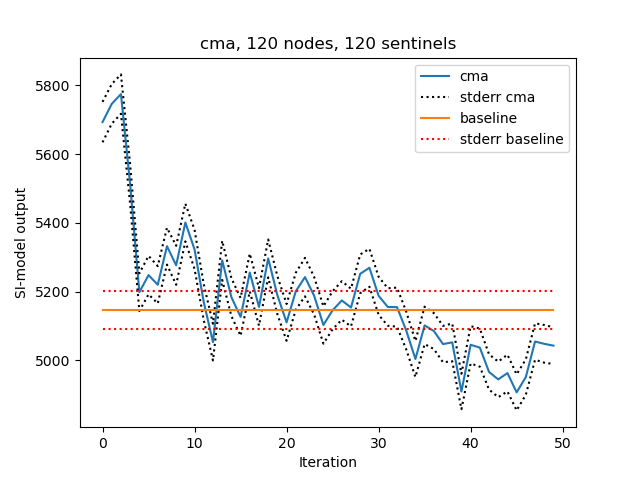 cma, 120 nodes, 120 sentinels
cma
stderr cma
baseline
stderr baseline
SI-model output
5800
5600
5400
5200
5000
0 10 20 30 40 50
Iteration